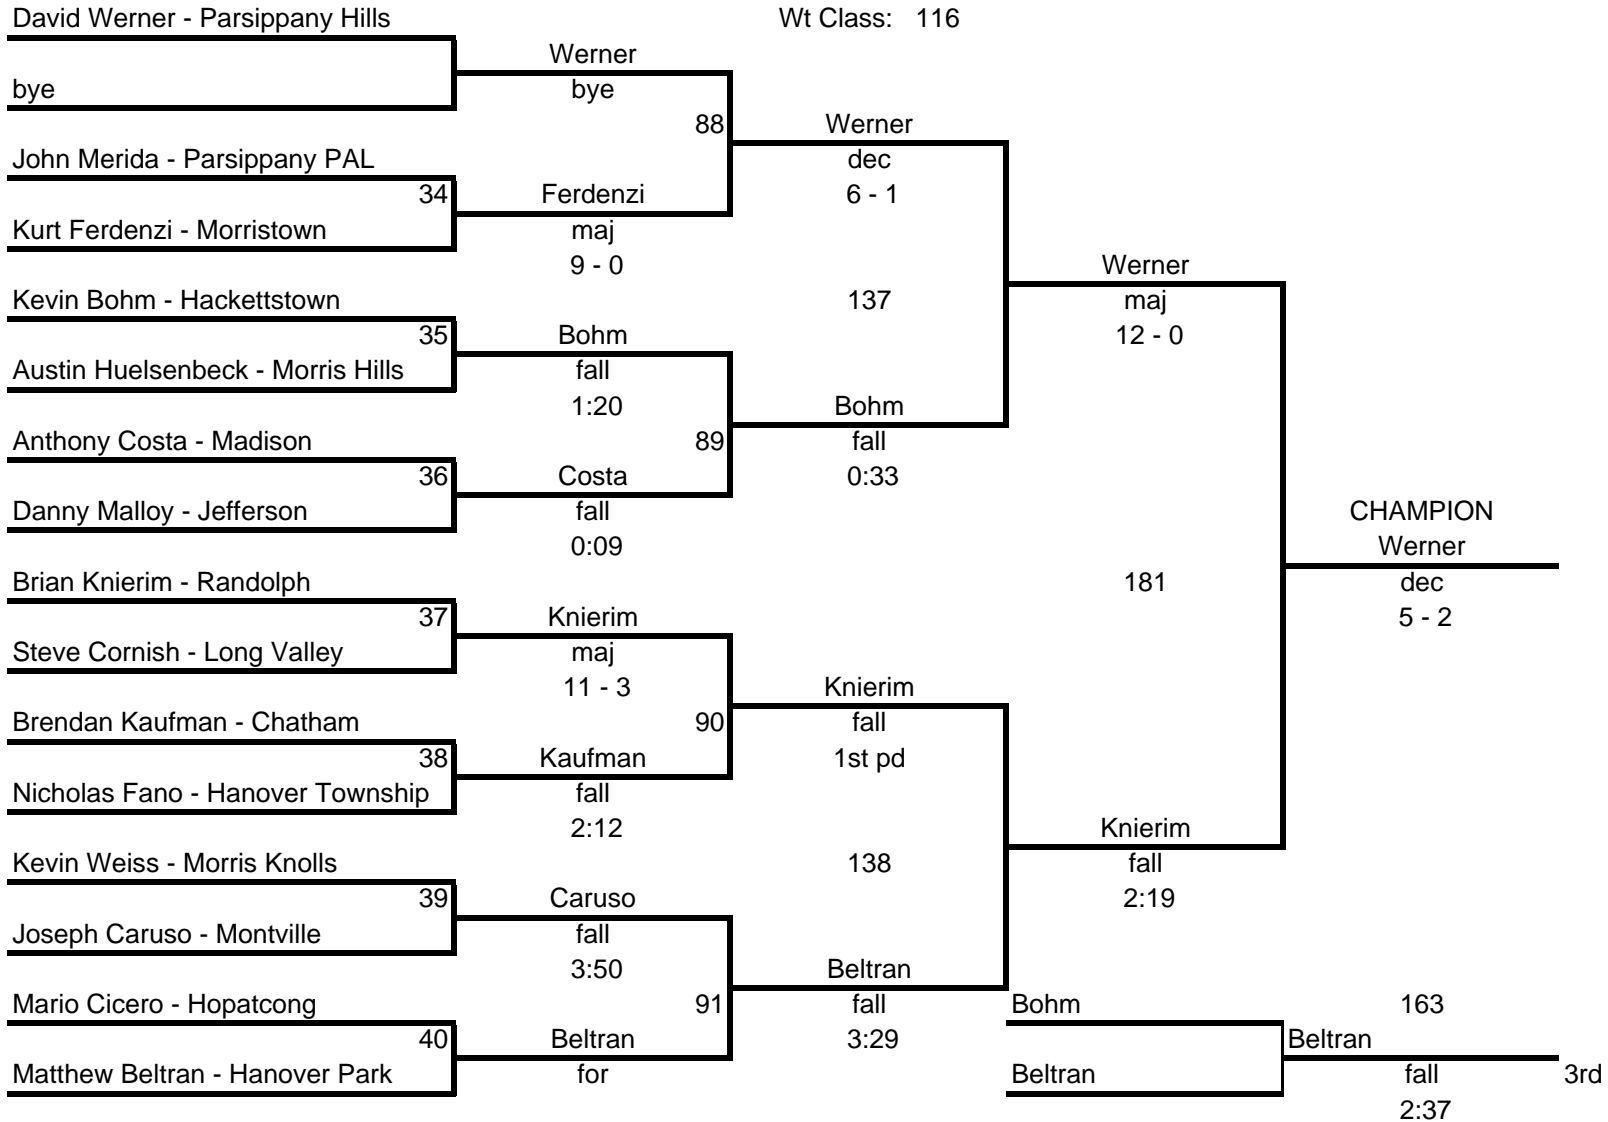 David Werner - Parsippany Hills
Wt Class: 116
Werner
bye
bye
88
Werner
John Merida - Parsippany PAL
dec
34
Ferdenzi
6 - 1
Kurt Ferdenzi - Morristown
maj
9 - 0
Werner
Kevin Bohm - Hackettstown
137
maj
35
Bohm
12 - 0
Austin Huelsenbeck - Morris Hills
fall
1:20
Bohm
Anthony Costa - Madison
89
fall
36
Costa
0:33
Danny Malloy - Jefferson
fall
CHAMPION
0:09
Werner
Brian Knierim - Randolph
181
dec
37
Knierim
5 - 2
Steve Cornish - Long Valley
maj
11 - 3
Knierim
Brendan Kaufman - Chatham
90
fall
38
Kaufman
1st pd
Nicholas Fano - Hanover Township
fall
2:12
Knierim
Kevin Weiss - Morris Knolls
138
fall
39
Caruso
2:19
Joseph Caruso - Montville
fall
3:50
Beltran
Mario Cicero - Hopatcong
91
fall
Bohm
163
40
Beltran
3:29
Beltran
Matthew Beltran - Hanover Park
for
Beltran
fall
3rd
2:37